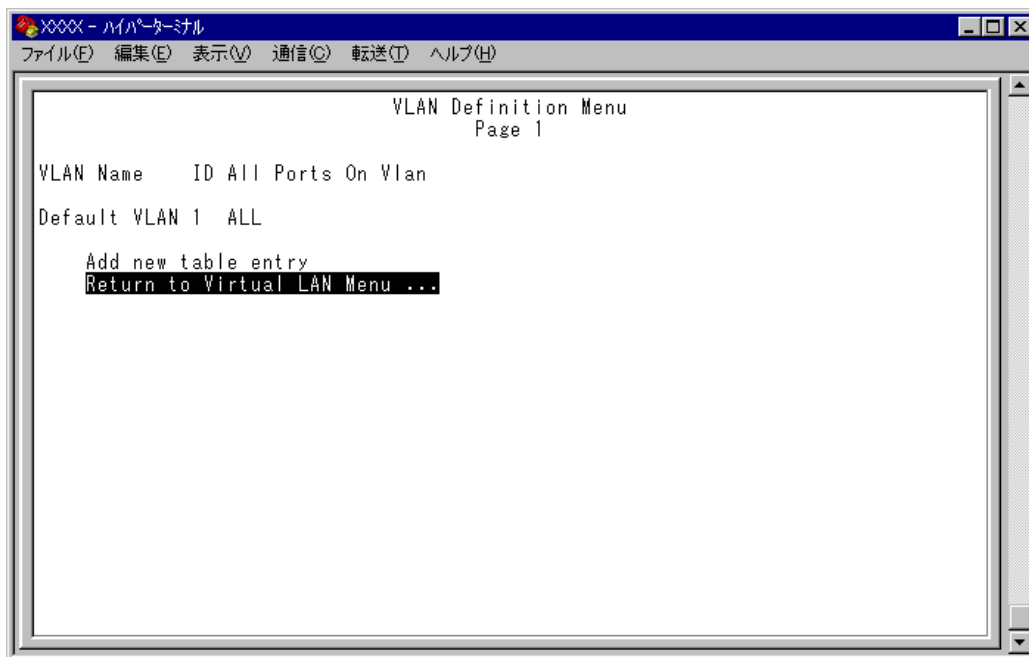 XXXX - ハイパーターミナル
ファイル(F) 編集(E) 表示(V) 通信(C) 転送(T) ヘルプ(H)
VLAN Definition Menu
Page 1
VLAN Name ID All Ports On Vlan
Default VLAN 1 ALL
Add new table entry
Return to Virtual LAN Menu ...